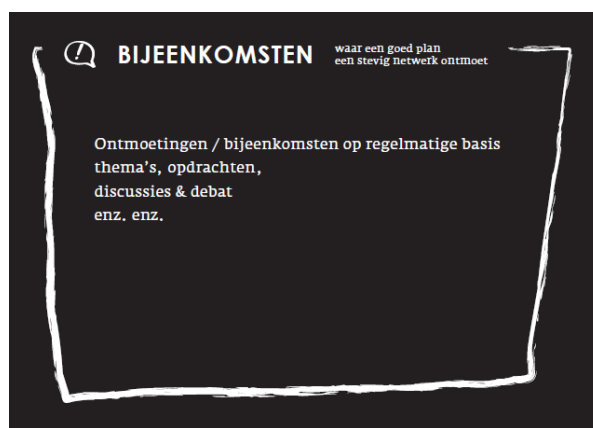 BIJEENKOMSTEN
waar een goed plan
een stevig netwerk ontmoet
Ontmoetingen / bijeenkomsten op regelmatige basis
thema's, opdrachten,
discussies & debat
enz. enz.